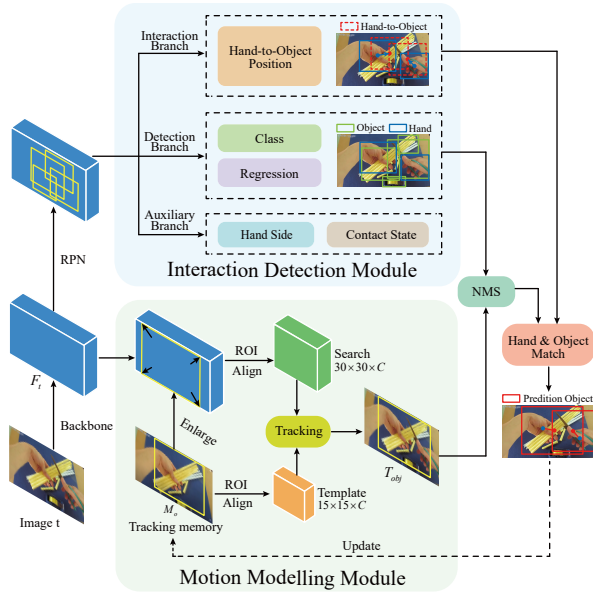 Interaction
Branch
Hand-to-Object
Position
Hand-to-Object
Detection
Branch
Class
Regression
Object
Hand
Auxiliary
Branch
Hand Side
Contact State
Interaction Detection Module
RPN
NMS
Hand & Object
Match
Predition Object
F_t
Backbone
Image t
ROI
Align
Search
30×30×C
Enlarge
Tracking
T_obj
M_o
Tracking memory
ROI
Align
Template
15×15×C
Update
Motion Modelling Module